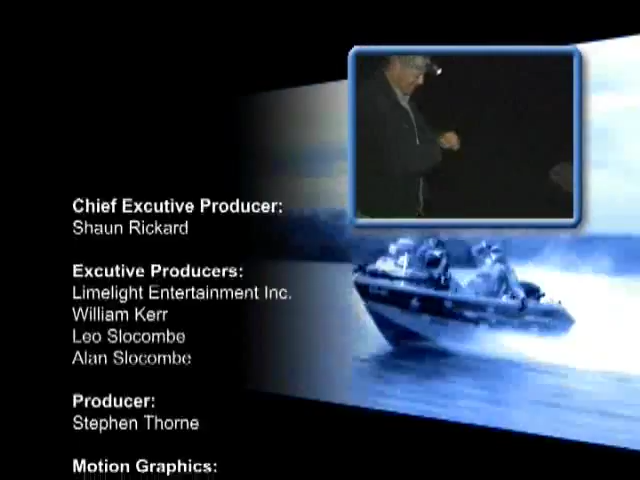 Chief Excutive Producer:
Shaun Rickard
Excutive Producers:
Limelight Entertainment Inc.
William Kerr
Leo Slocombe
Alan Slocombe
Producer:
Stephen Thorne
Motion Graphics: